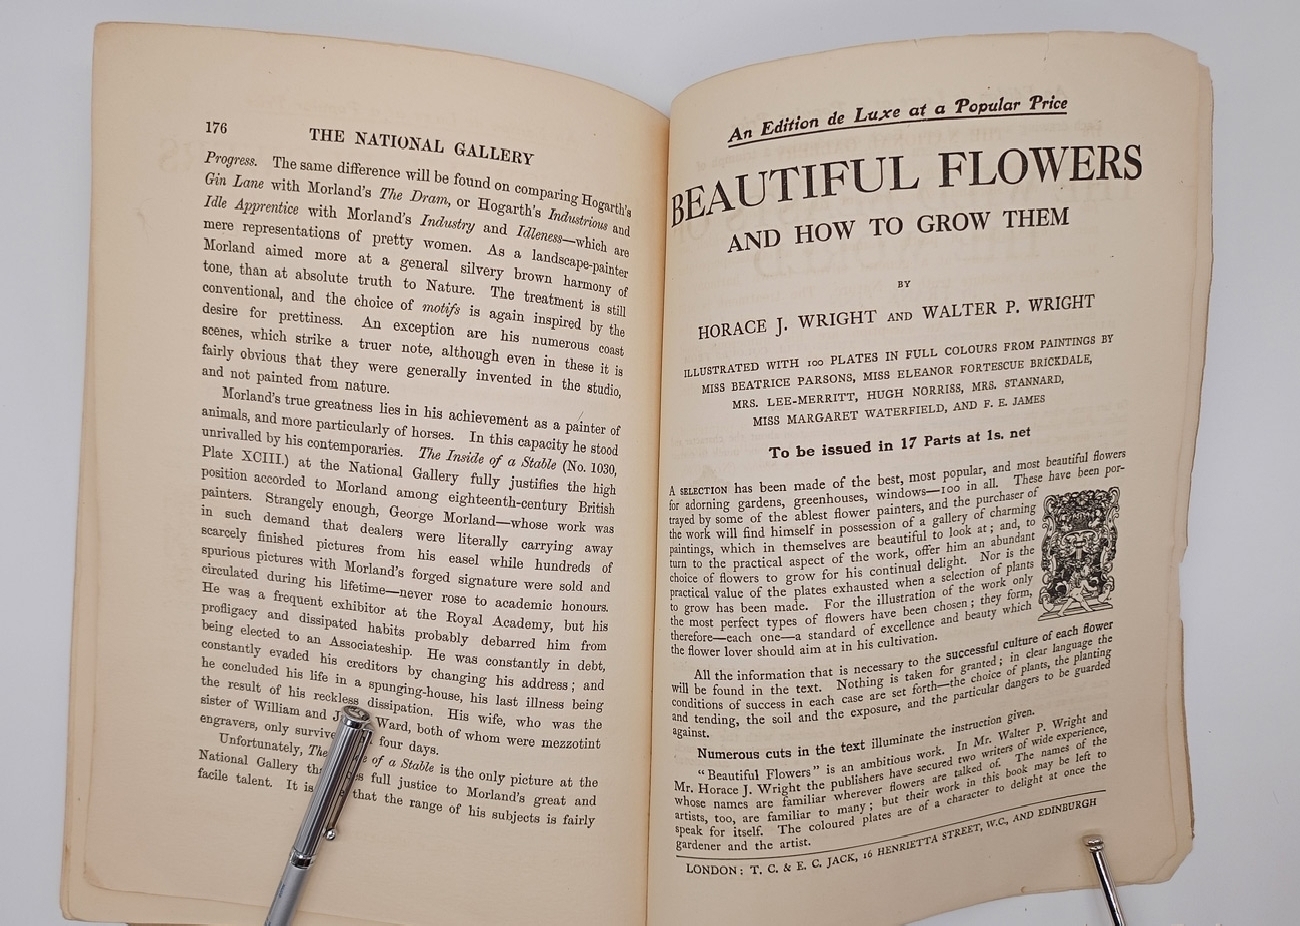 176
THE NATIONAL GALLERY
Progress. The same difference will be found on comparing Hogarth's
Gin Lane with Morland's The Dram, or Hogarth's Industrious and
Idle Apprentice with Morland's Industry and Idleness—which are
mere representations of pretty women. As a landscape-painter
Morland aimed more at a general silvery brown harmony of
tone, than at absolute truth to Nature. The treatment is still
conventional, and the choice of motifs is again inspired by the
desire for prettiness. An exception are his numerous coast
scenes, which strike a truer note, although even in these it is
fairly obvious that they were generally invented in the studio,
and not painted from nature.
Morland's true greatness lies in his achievement as a painter of
animals, and more particularly of horses. In this capacity he stood
unrivalled by his contemporaries. The Inside of a Stable (No. 1030,
Plate XCIII.) at the National Gallery fully justifies the high
position accorded to Morland among eighteenth-century British
painters. Strangely enough, George Morland—whose work was
in such demand that dealers were literally carrying away
scarcely finished pictures from his easel while hundreds of
spurious pictures with Morland's forged signature were sold and
circulated during his lifetime—never rose to academic honours.
He was a frequent exhibitor at the Royal Academy, but his
profligacy and dissipated habits probably debarred him from
being elected to an Associateship. He was constantly in debt,
constantly evaded his creditors by changing his address; and
he concluded his life in a spunging-house, his last illness being
the result of his reckless dissipation. His wife, who was the
sister of William and Ward, both of whom were mezzotint
engravers, only four days.
Unfortunately, The of a Stable is the only picture at the
National Gallery full justice to Morland's great and
facile talent. It is that the range of his subjects is fairly
An Edition de Luxe at a Popular Price
BEAUTIFUL FLOWERS
AND HOW TO GROW THEM
BY
HORACE J. WRIGHT AND WALTER P. WRIGHT
ILLUSTRATED WITH 100 PLATES IN FULL COLOURS FROM PAINTINGS BY
MISS BEATRICE PARSONS, MISS ELEANOR FORTESCUE BRICKDALE,
MRS. LEE-MERRITT, HUGH NORRISS, MRS. STANNARD,
MISS MARGARET WATERFIELD, AND F. E. JAMES
To be issued in 17 Parts at 1s. net
A SELECTION has been made of the best, most popular, and most beautiful flowers
for adorning gardens, greenhouses, windows—100 in all. These have been por-
trayed by some of the ablest flower painters, and the purchaser of
the work will find himself in possession of a gallery of charming
paintings, which in themselves are beautiful to look at; and, to
turn to the practical aspect of the work, offer him an abundant
choice of flowers to grow for his continual delight. Nor is the
practical value of the plates exhausted when a selection of plants
to grow has been made. For the illustration of the work only
the most perfect types of flowers have been chosen; they form,
therefore—each one—a standard of excellence and beauty which
the flower lover should aim at in his cultivation.
All the information that is necessary to the successful culture of each flower
will be found in the text. Nothing is taken for granted; in clear language the
conditions of success in each case are set forth—the choice of plants, the planting
and tending, the soil and the exposure, and the particular dangers to be guarded
against.
Numerous cuts in the text illuminate the instruction given.
"Beautiful Flowers" is an ambitious work. In Mr. Walter P. Wright and
Mr. Horace J. Wright the publishers have secured two writers of wide experience,
whose names are familiar wherever flowers are talked of. The names of the
artists, too, are familiar to many; but their work in this book may be left to
speak for itself. The coloured plates are of a character to delight at once the
gardener and the artist.
LONDON: T. C. & E. C. JACK, 16 HENRIETTA STREET, W.C., AND EDINBURGH